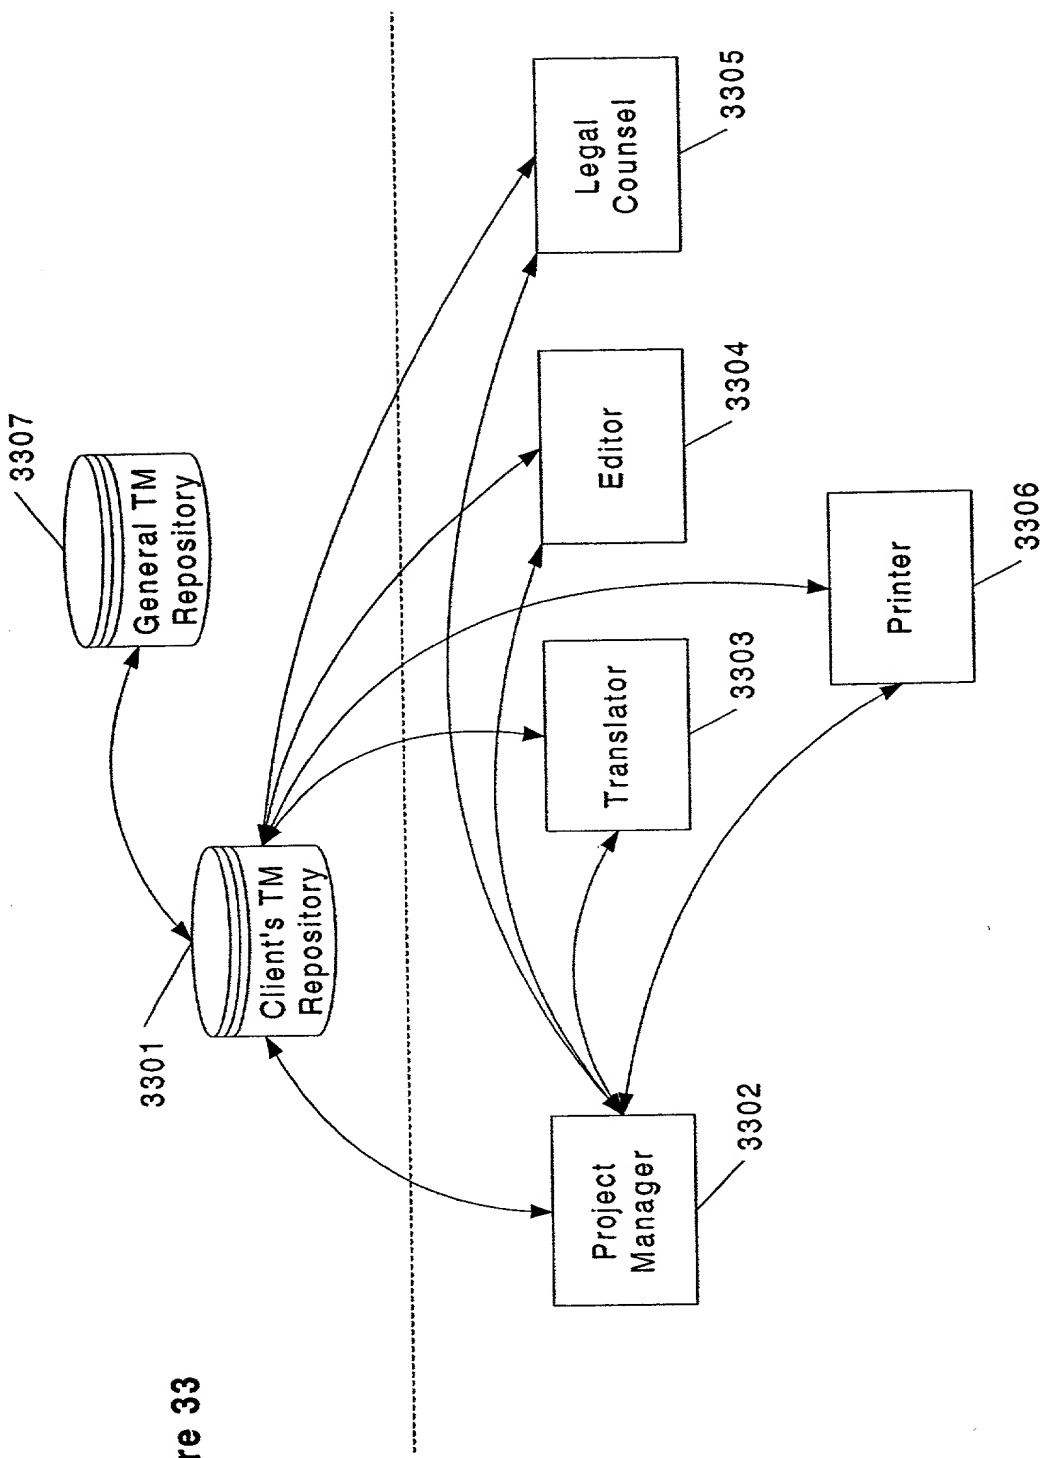 re 33
3307
General TM
Repository
3301
Client's TM
Repository
Project
Manager
3302
Translator
3303
Editor
3304
Legal
Counsel
3305
Printer
3306